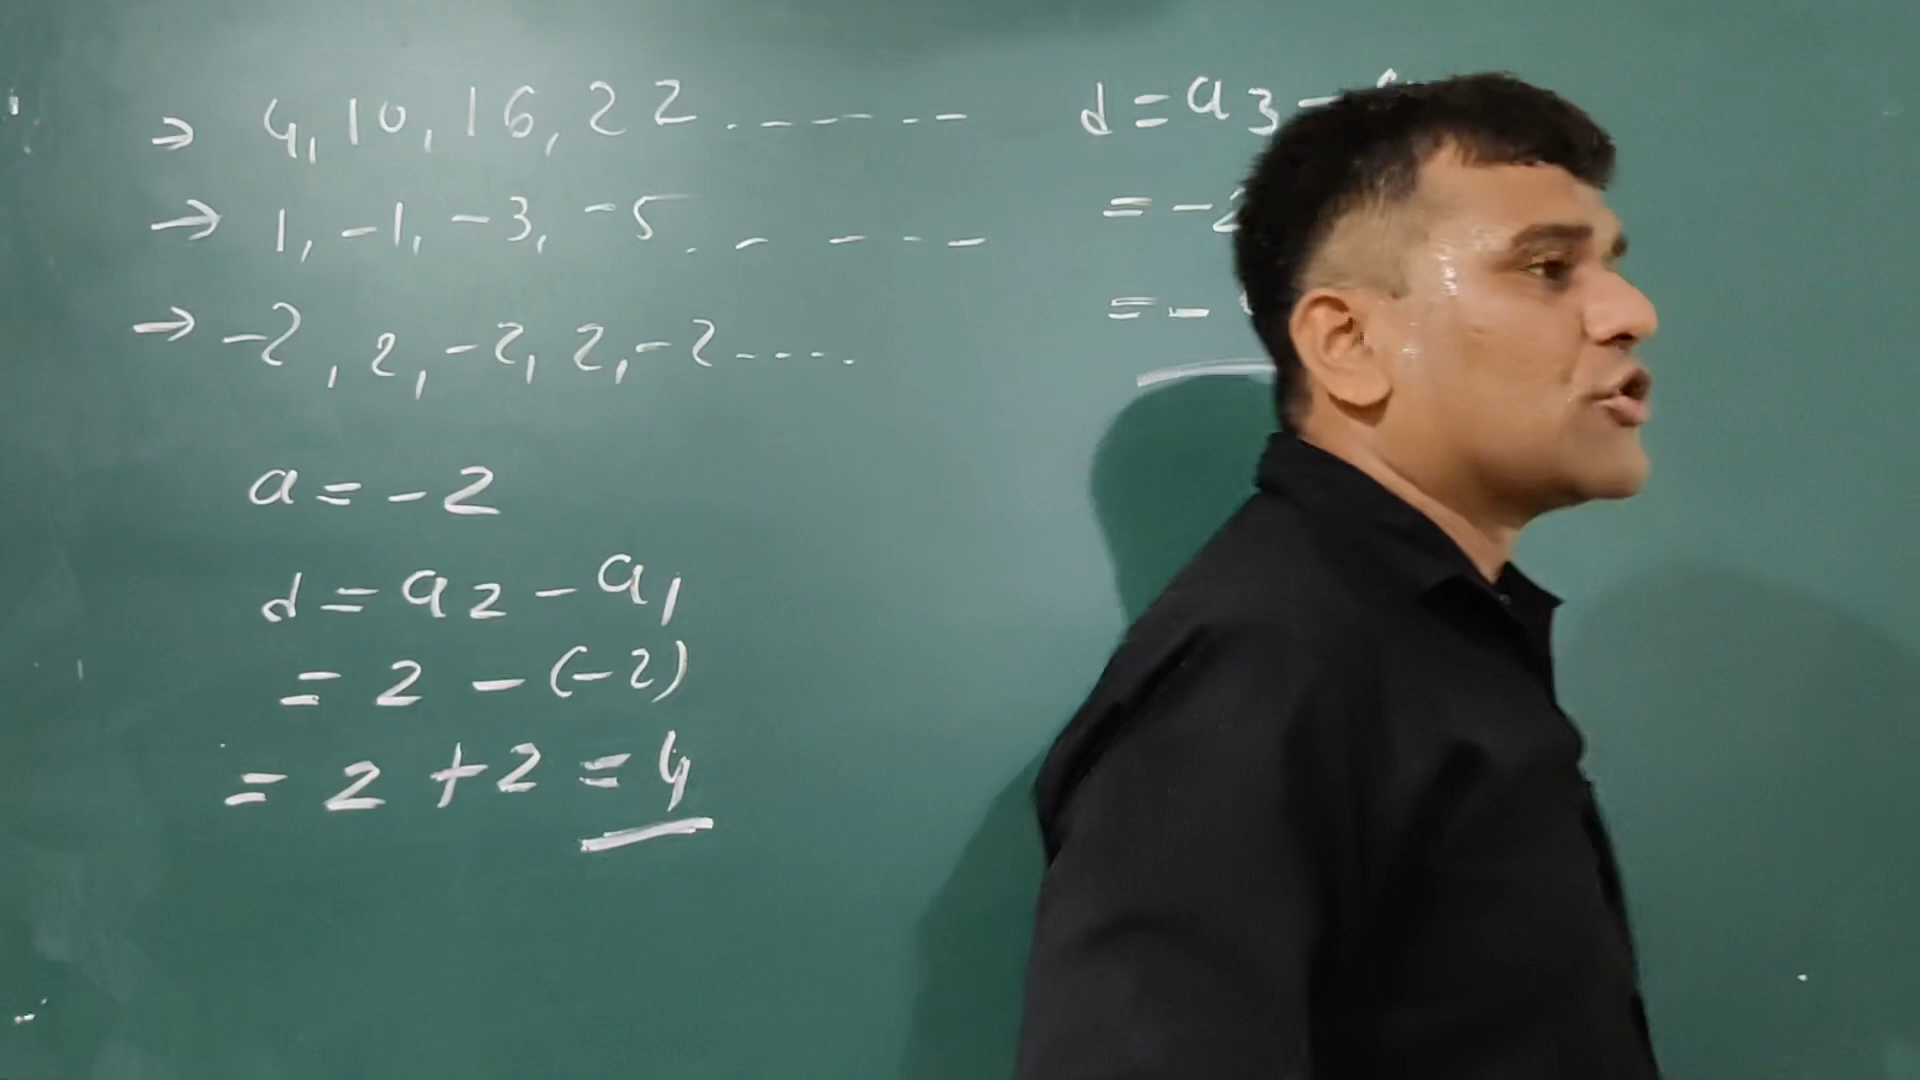 → 4, 10, 16, 22 . - - - - - -
→ 1, -1, -3, -5 . - - - - -
→ -2, 2, -2, 2, -2 - - - - .
a = -2
d = a2 - a1
= 2 - (-2)
= 2 + 2 = 4
d = a3 -
= -2
= -